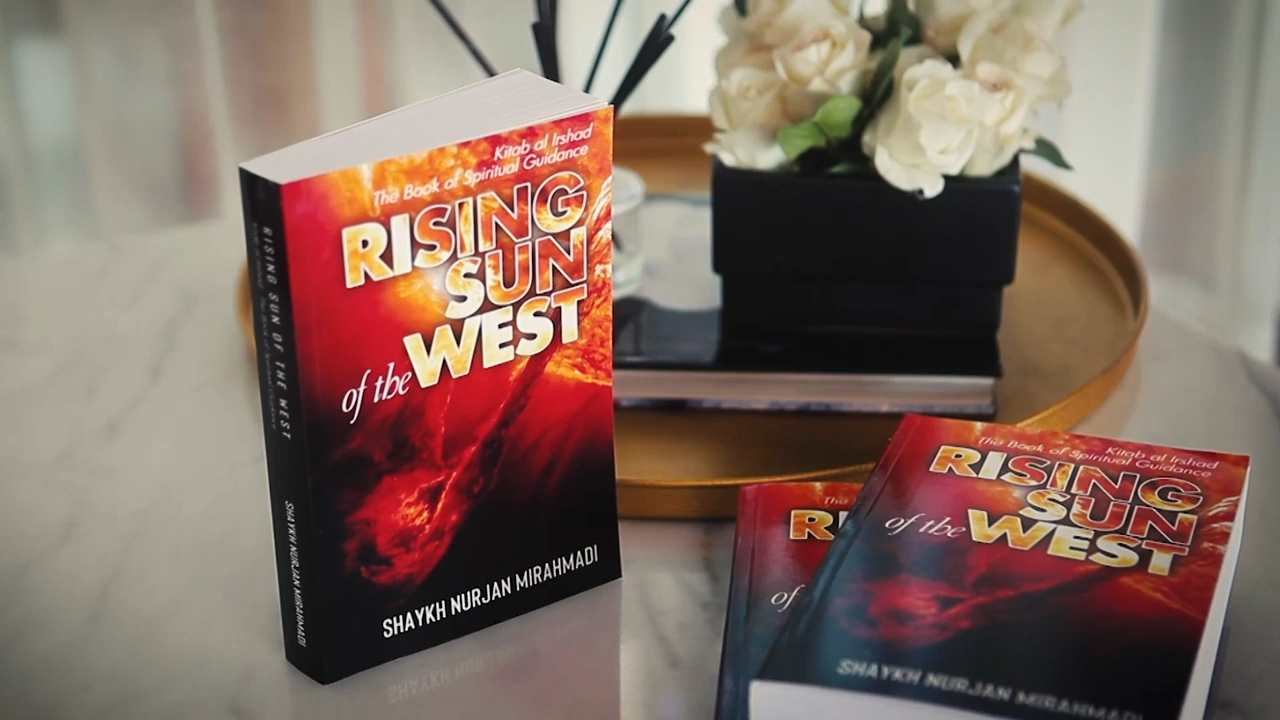 Kitab al Irshad
The Book of Spiritual Guidance
RISING
SUN
of the WEST
SHAYKH NURJAN MIRAHMADI
RISING SUN OF THE WEST
SHAYKH NURJAN MIRAHMADI
Kitab al Irshad
The Book of Spiritual Guidance
RISING
SUN
of the WEST
SHAYKH NURJAN MIRAHMADI
The
of